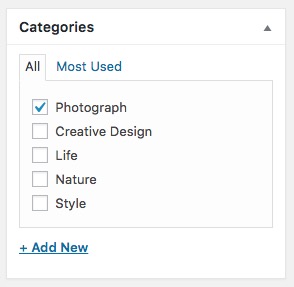 Categories
All Most Used
Photograph
Creative Design
Life
Nature
Style
+ Add New